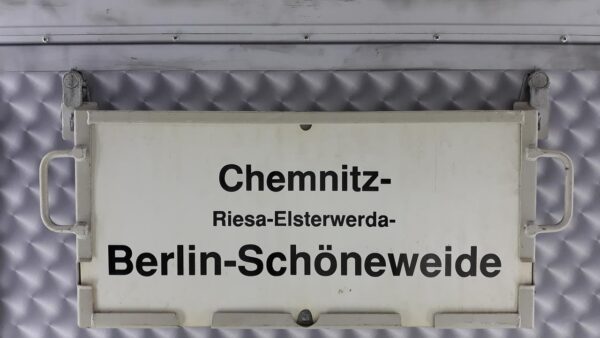 Chemnitz-
Riesa-Elsterwerda-
Berlin-Schöneweide